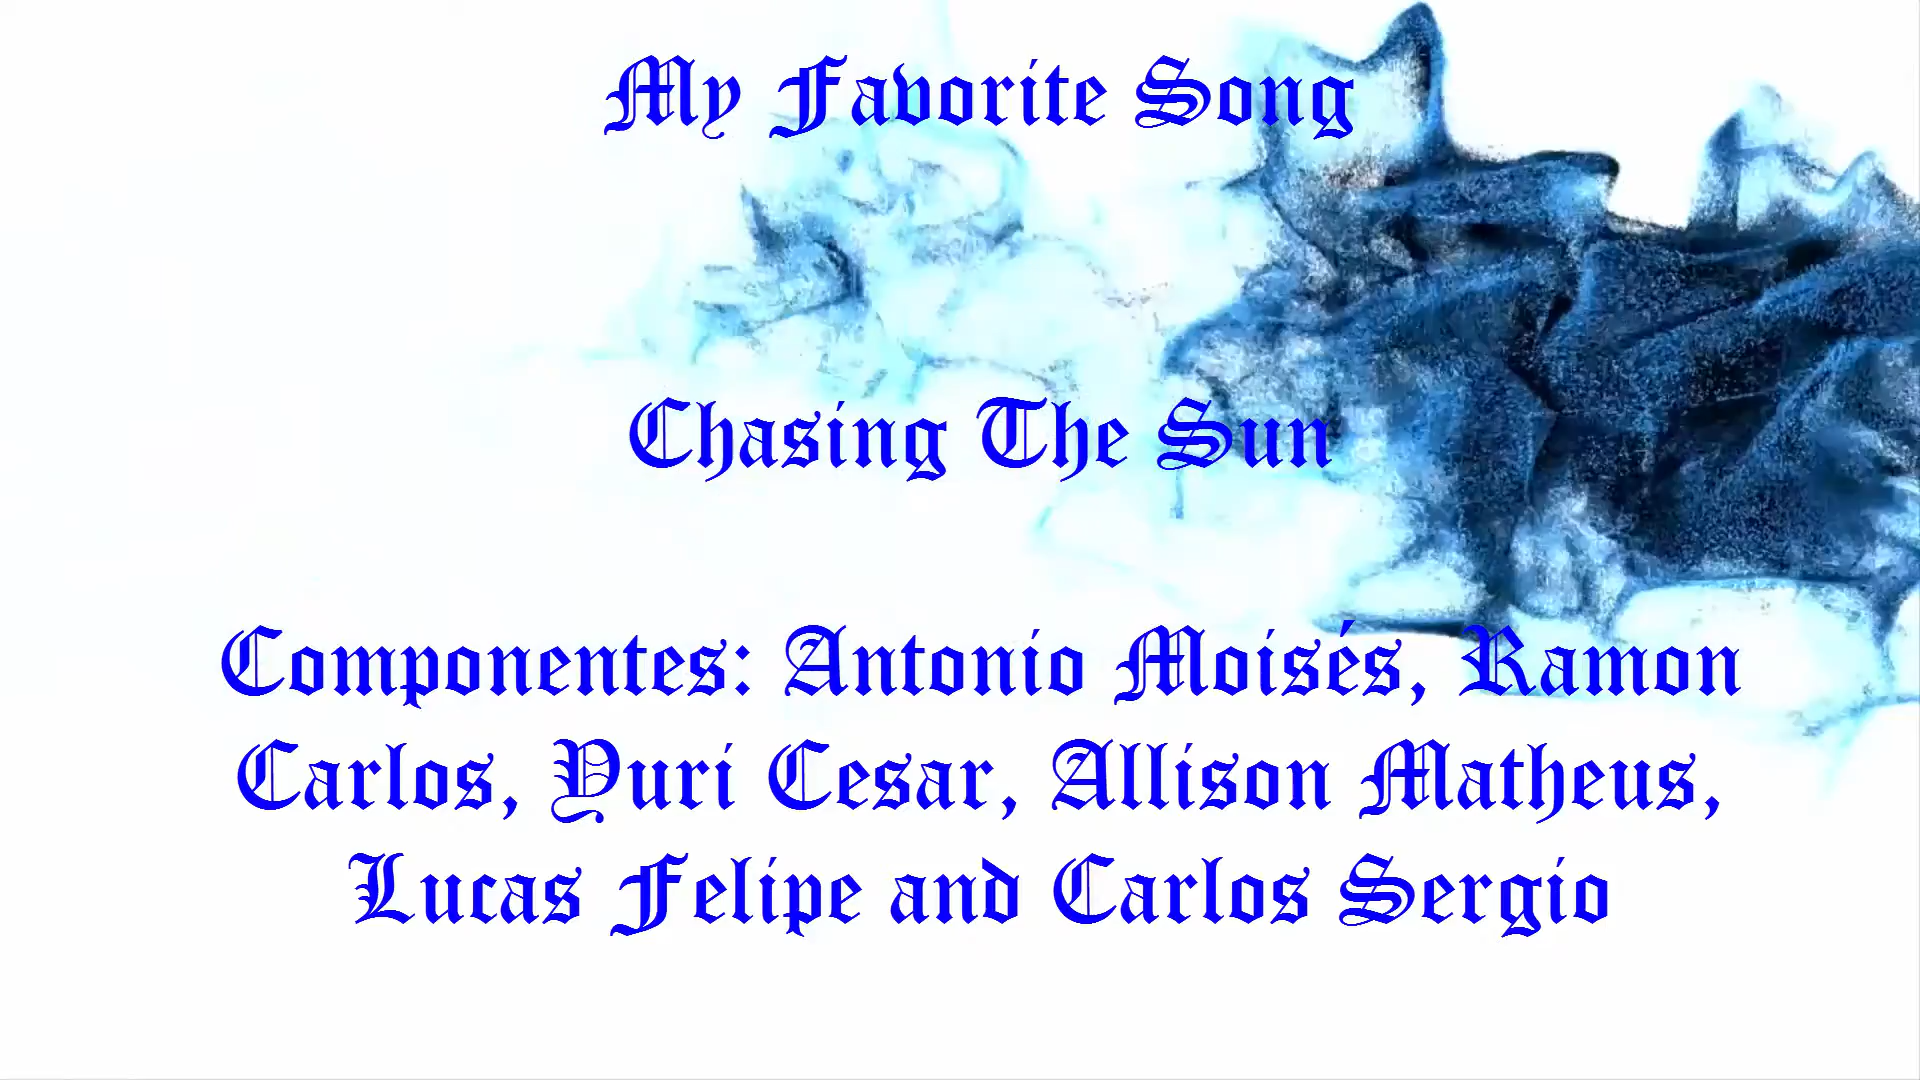 My Favorite Song
Chasing The Sun
Componentes: Antonio Moisés, Ramon
Carlos, Yuri Cesar, Allison Matheus,
Lucas Felipe and Carlos Sergio